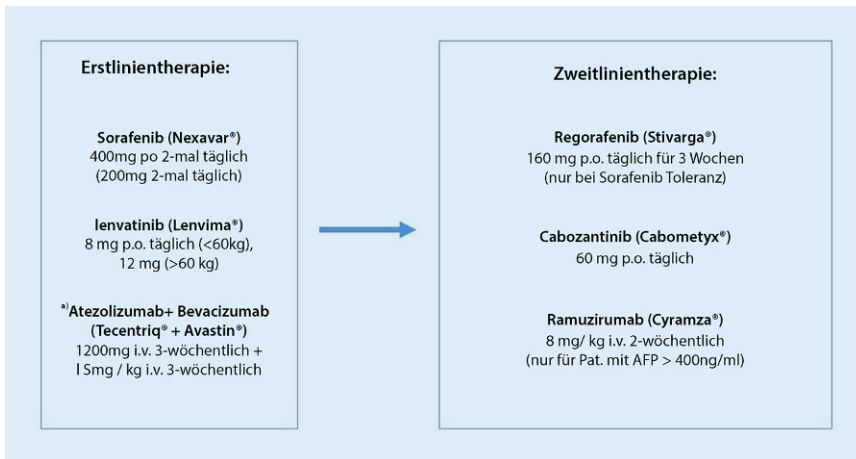 Erstlinientherapie:
Sorafenib (Nexavar®)
400mg po 2-mal täglich
(200mg 2-mal täglich)
lenvatinib (Lenvima®)
8 mg p.o. täglich (<60kg),
12 mg (>60 kg)
a)Atezolizumab+ Bevacizumab
(Tecentriq® + Avastin®)
1200mg i.v. 3-wöchentlich +
l Smg / kg i.v. 3-wöchentlich
Zweitlinientherapie:
Regorafenib (Stivarga®)
160 mg p.o. täglich für 3 Wochen
(nur bei Sorafenib Toleranz)
Cabozantinib (Cabometyx®)
60 mg p.o. täglich
Ramuzirumab (Cyramza®)
8 mg/ kg i.v. 2-wöchentlich
(nur für Pat. mit AFP > 400ng/ml)